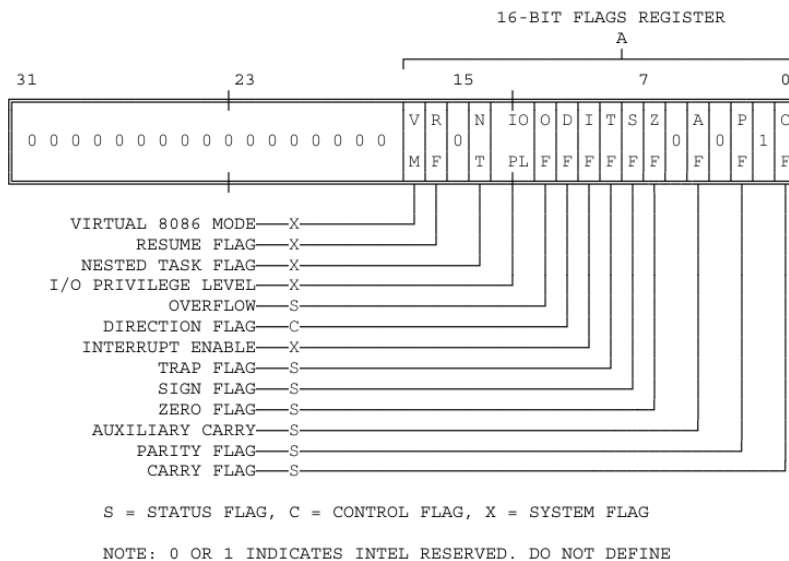 16-BIT FLAGS REGISTER
A
31 23 15 7 0
V R N IO O D I T S Z A P C
0 0 0 0 0 0 0 0 0 0 0 0 0 0 0 0 0 0 0 1
M F T PL F F F F F F F F F
VIRTUAL 8086 MODE X
RESUME FLAG X
NESTED TASK FLAG X
I/O PRIVILEGE LEVEL X
OVERFLOW S
DIRECTION FLAG C
INTERRUPT ENABLE X
TRAP FLAG S
SIGN FLAG S
ZERO FLAG S
AUXILIARY CARRY S
PARITY FLAG S
CARRY FLAG S
S = STATUS FLAG, C = CONTROL FLAG, X = SYSTEM FLAG
NOTE: 0 OR 1 INDICATES INTEL RESERVED. DO NOT DEFINE